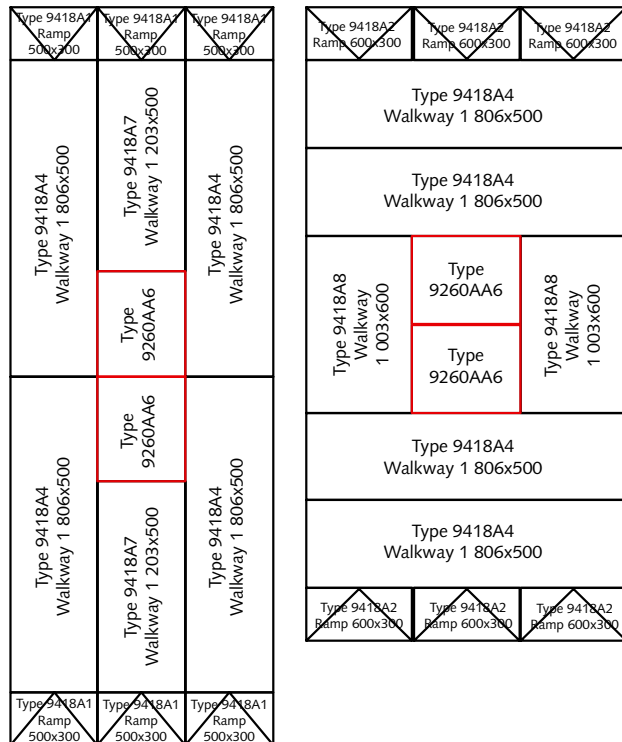 Type 9418A1
Ramp
500x300
Type 9418A1
Ramp
500x300
Type 9418A1
Ramp
500x300
Type 9418A4
Walkway 1 806x500
Type 9418A7
Walkway 1 203x500
Type 9418A4
Walkway 1 806x500
Type
9260AA6
Type
9260AA6
Type 9418A4
Walkway 1 806x500
Type 9418A7
Walkway 1 203x500
Type 9418A4
Walkway 1 806x500
Type 9418A1
Ramp
500x300
Type 9418A1
Ramp
500x300
Type 9418A1
Ramp
500x300
Type 9418A2
Ramp 600x300
Type 9418A2
Ramp 600x300
Type 9418A2
Ramp 600x300
Type 9418A4
Walkway 1 806x500
Type 9418A4
Walkway 1 806x500
Type 9418A8
Walkway
1 003x600
Type
9260AA6
Type
9260AA6
Type 9418A8
Walkway
1 003x600
Type 9418A4
Walkway 1 806x500
Type 9418A4
Walkway 1 806x500
Type 9418A2
Ramp 600x300
Type 9418A2
Ramp 600x300
Type 9418A2
Ramp 600x300